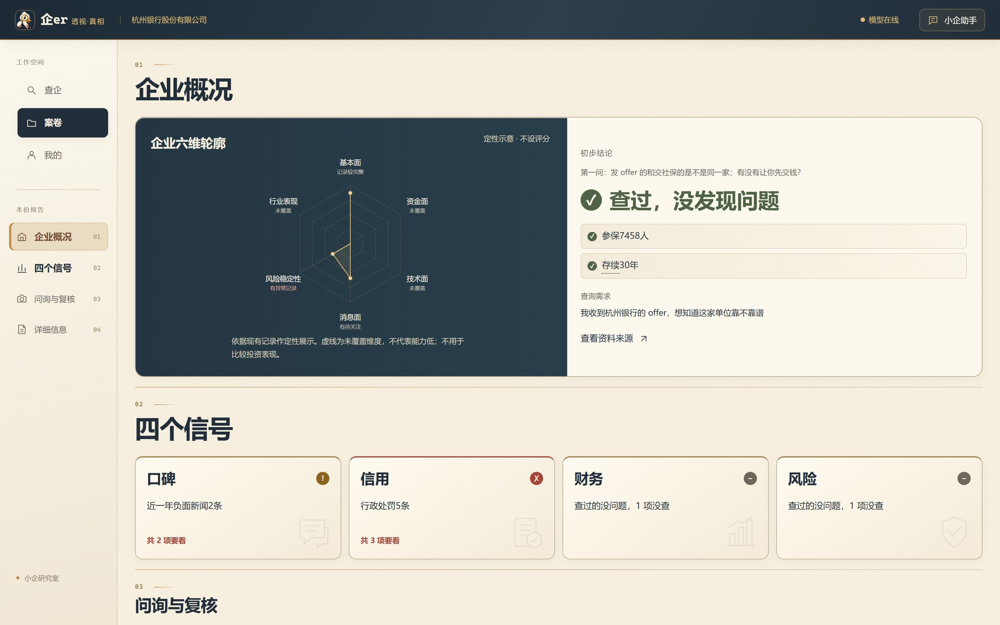 企er 透视·真相
杭州银行股份有限公司
模型在线
小企助手
工作空间
查企
案卷
我的
本份报告
企业概况 01
四个信号 02
问询与复核 03
详细信息 04
小企研究室
01
企业概况
企业六维轮廓
定性示意 · 不设评分
基本面
记录较完整
行业表现
未覆盖
资金面
未覆盖
风险稳定性
有异常记录
技术面
未覆盖
消息面
有待关注
依据现有记录作定性展示。虚线为未覆盖维度，不代表能力低；不用于
比较投资表现。
初步结论
第一问：发 offer 的和交社保的是不是同一家；有没有让你先交钱？
查过，没发现问题
参保7458人
存续30年
查询需求
我收到杭州银行的 offer，想知道这家单位靠不靠谱
查看资料来源
02
四个信号
口碑
近一年负面新闻2条
共 2 项要看
信用
行政处罚5条
共 3 项要看
财务
查过的没问题，1 项没查
风险
查过的没问题，1 项没查
03
问询与复核